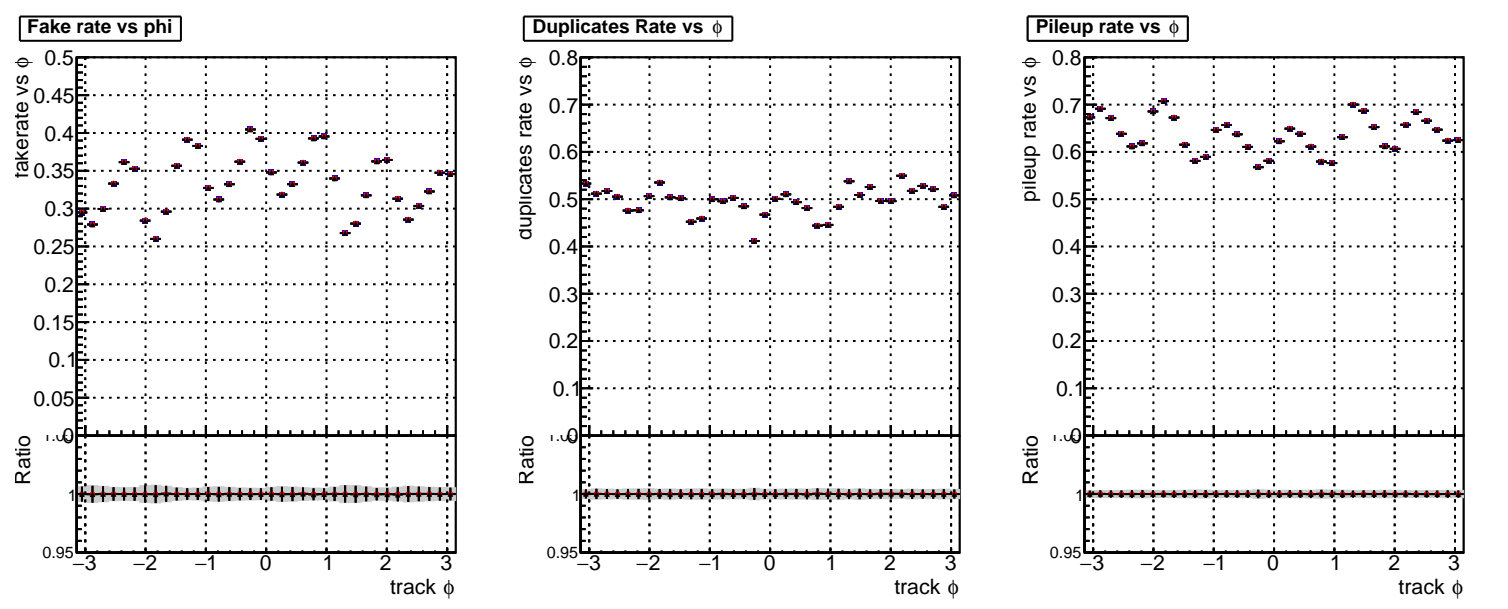 Fake rate vs phi
fakerate vs ϕ
0.5
0.45
0.4
0.35
0.3
0.25
0.2
0.15
0.1
0.05
0
Ratio
1
0.95
−3 −2 −1 0 1 2 3
track ϕ
Duplicates Rate vs ϕ
duplicates rate vs ϕ
0.8
0.7
0.6
0.5
0.4
0.3
0.2
0.1
0
Ratio
1
0.95
−3 −2 −1 0 1 2 3
track ϕ
Pileup rate vs ϕ
pileup rate vs ϕ
0.8
0.7
0.6
0.5
0.4
0.3
0.2
0.1
0
Ratio
1
0.95
−3 −2 −1 0 1 2 3
track ϕ